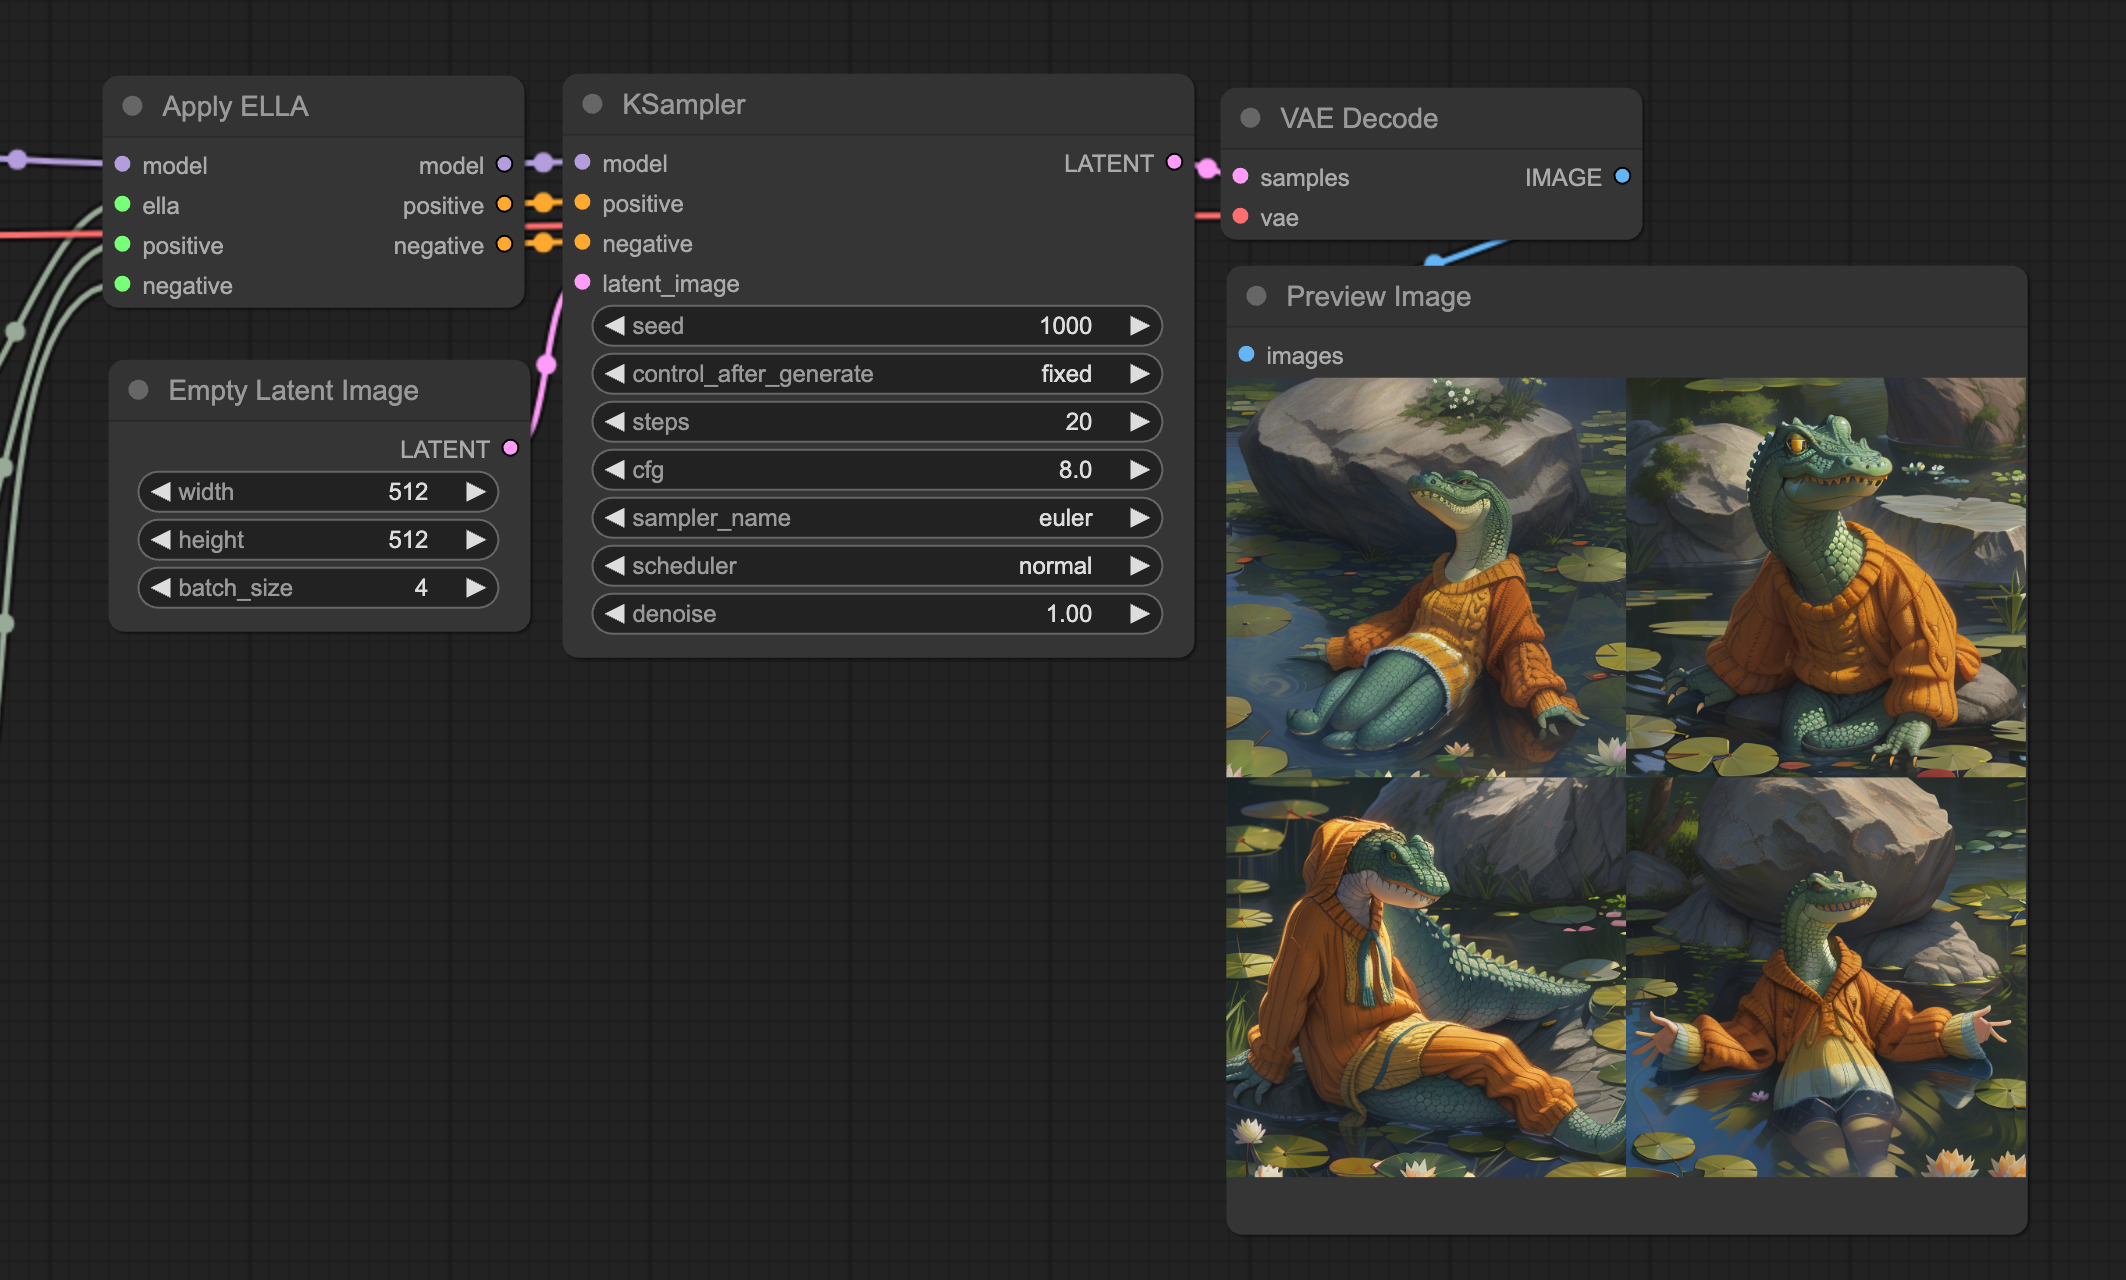 Apply ELLA
model model
ella positive
positive negative
negative
Empty Latent Image
LATENT
width 512
height 512
batch_size 4
KSampler
model LATENT
positive
negative
latent_image
seed 1000
control_after_generate fixed
steps 20
cfg 8.0
sampler_name euler
scheduler normal
denoise 1.00
VAE Decode
samples IMAGE
vae
Preview Image
images